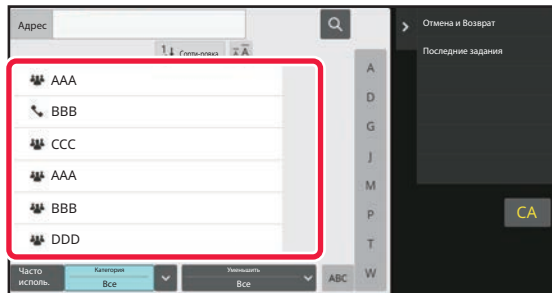 Адрес
Сорти-ровка
AAA
BBB
CCC
AAA
BBB
DDD
A
D
G
J
M
P
T
W
Часто
исполь.
Категория
Все
Уменьшить
Все
ABC
Отмена и Возврат
Последние задания
CA